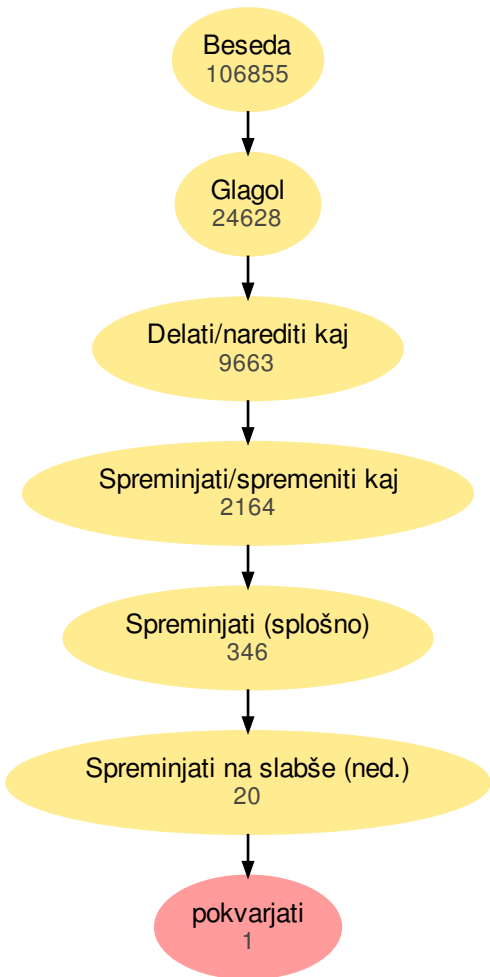 Beseda
106855
Glagol
24628
Delati/narediti kaj
9663
Spreminjati/spremeniti kaj
2164
Spreminjati (splošno)
346
Spreminjati na slabše (ned.)
20
pokvarjati
1